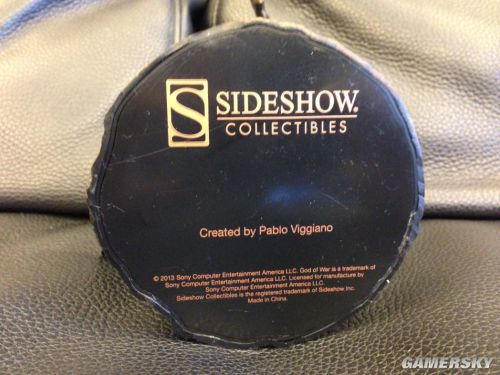 S SIDESHOW®
COLLECTIBLES
Created by Pablo Viggiano
© 2013 Sony Computer Entertainment America LLC. God of War is a trademark of
Sony Computer Entertainment America LLC. Licensed for manufacture by
Sony Computer Entertainment America LLC.
Sideshow Collectibles is the registered trademark of Sideshow Inc.
Made in China.
GAMERSKY